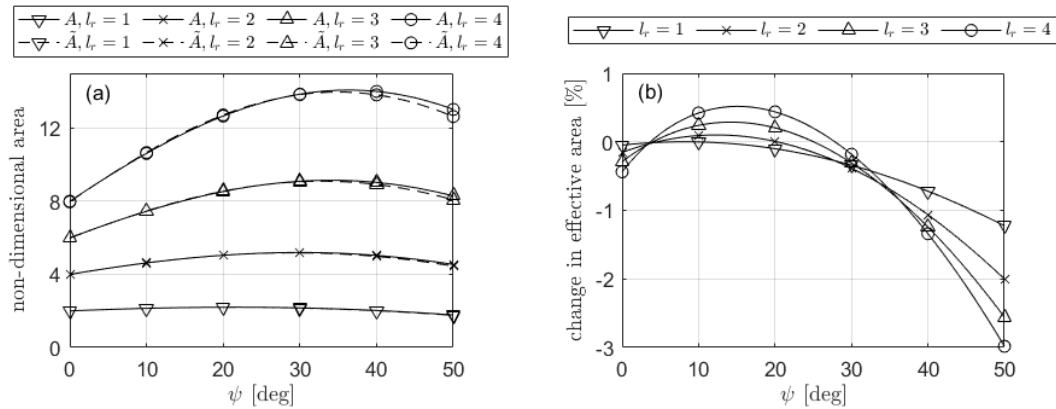 A, l_r = 1 A, l_r = 2 A, l_r = 3 A, l_r = 4
Ã, l_r = 1 Ã, l_r = 2 Ã, l_r = 3 Ã, l_r = 4
(a)
non-dimensional area
12
8
4
0
0 10 20 30 40 50
ψ [deg]
l_r = 1 l_r = 2 l_r = 3 l_r = 4
(b)
change in effective area [%]
1
0
-1
-2
-3
0 10 20 30 40 50
ψ [deg]